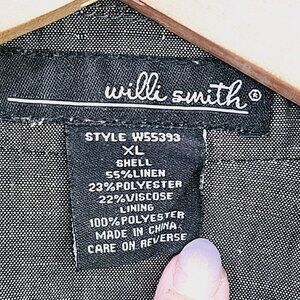 willi smith®
STYLE W55393
XL
SHELL
55%LINEN
23%POLYESTER
22%VISCOSE
LINING
100%POLYESTER
MADE IN CHINA
CARE ON REVERSE